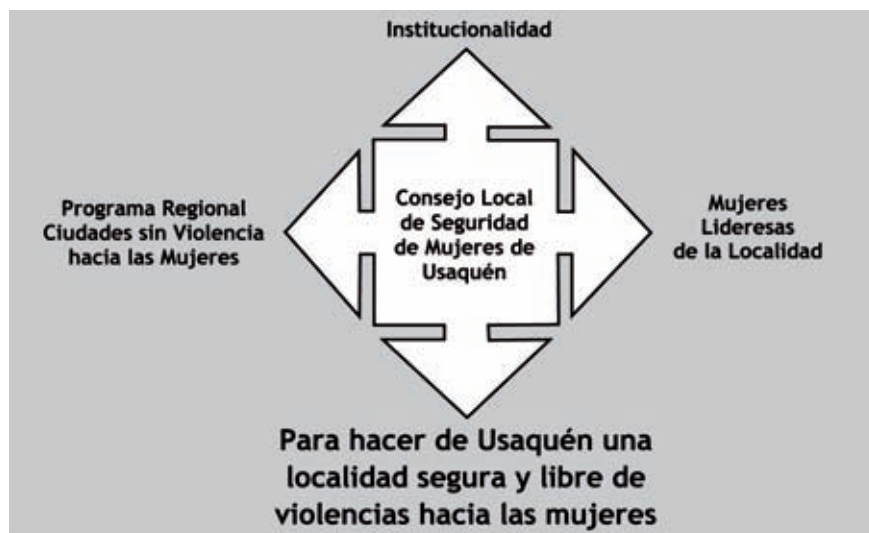 Institucionalidad
Programa Regional
Ciudades sin Violencia
hacia las Mujeres
Consejo Local
de Seguridad
de Mujeres de
Usaquén
Mujeres
Lideresas
de la Localidad
Para hacer de Usaquén una
localidad segura y libre de
violencias hacia las mujeres